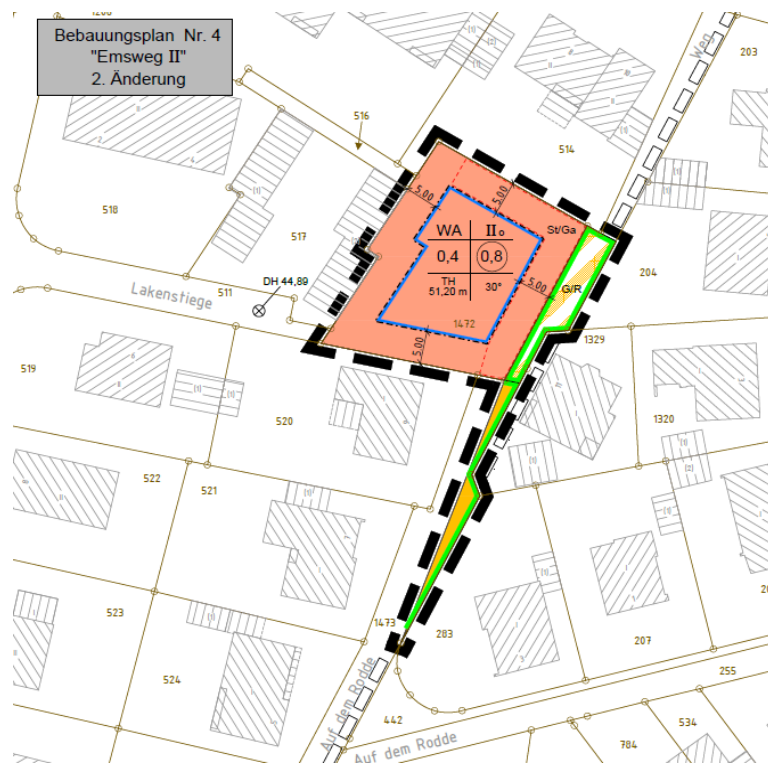 Bebauungsplan Nr. 4
"Emsweg II"
2. Änderung
203
Weg
516
514
518
517
5.00
5.00
WA
IIo
St/Ga
0,4
0,8
TH
51,20 m
30°
5.00
G/R
204
DH 44,89
Lakenstiege
511
1472
5.00
1329
519
520
1320
522
521
523
1473
283
207
524
255
Auf dem Rodde
442
534
Auf dem Rodde
784